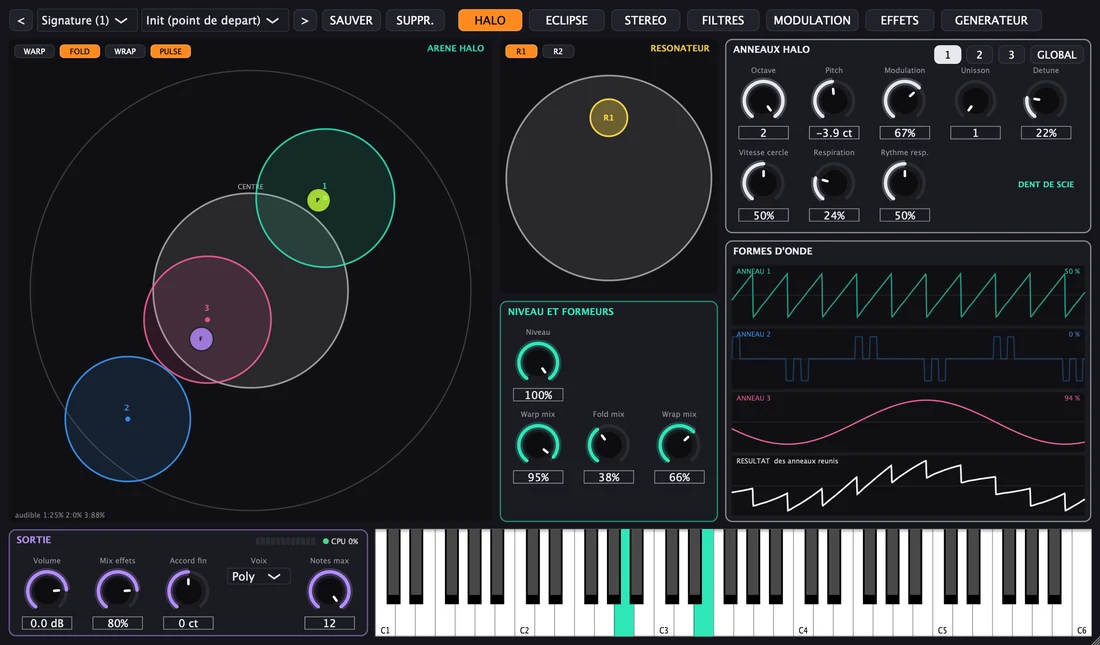 < Signature (1) Init (point de depart) > SAUVER SUPPR. HALO ECLIPSE STEREO FILTRES MODULATION EFFETS GENERATEUR
WARP FOLD WRAP PULSE ARENE HALO
CENTRE
1
P
3
F
2
audible 1:25% 2:0% 3:88%
R1 R2 RESONATEUR
R1
NIVEAU ET FORMEURS
Niveau
100%
Warp mix Fold mix Wrap mix
95% 38% 66%
ANNEAUX HALO 1 2 3 GLOBAL
Octave Pitch Modulation Unisson Detune
2 -3.9 ct 67% 1 22%
Vitesse cercle Respiration Rythme resp.
DENT DE SCIE
50% 24% 50%
FORMES D'ONDE
ANNEAU 1 50 %
ANNEAU 2 0 %
ANNEAU 3 94 %
RESULTAT des anneaux reunis
SORTIE CPU 0%
Volume Mix effets Accord fin Voix Notes max
Poly
0.0 dB 80% 0 ct 12
C1 C2 C3 C4 C5 C6